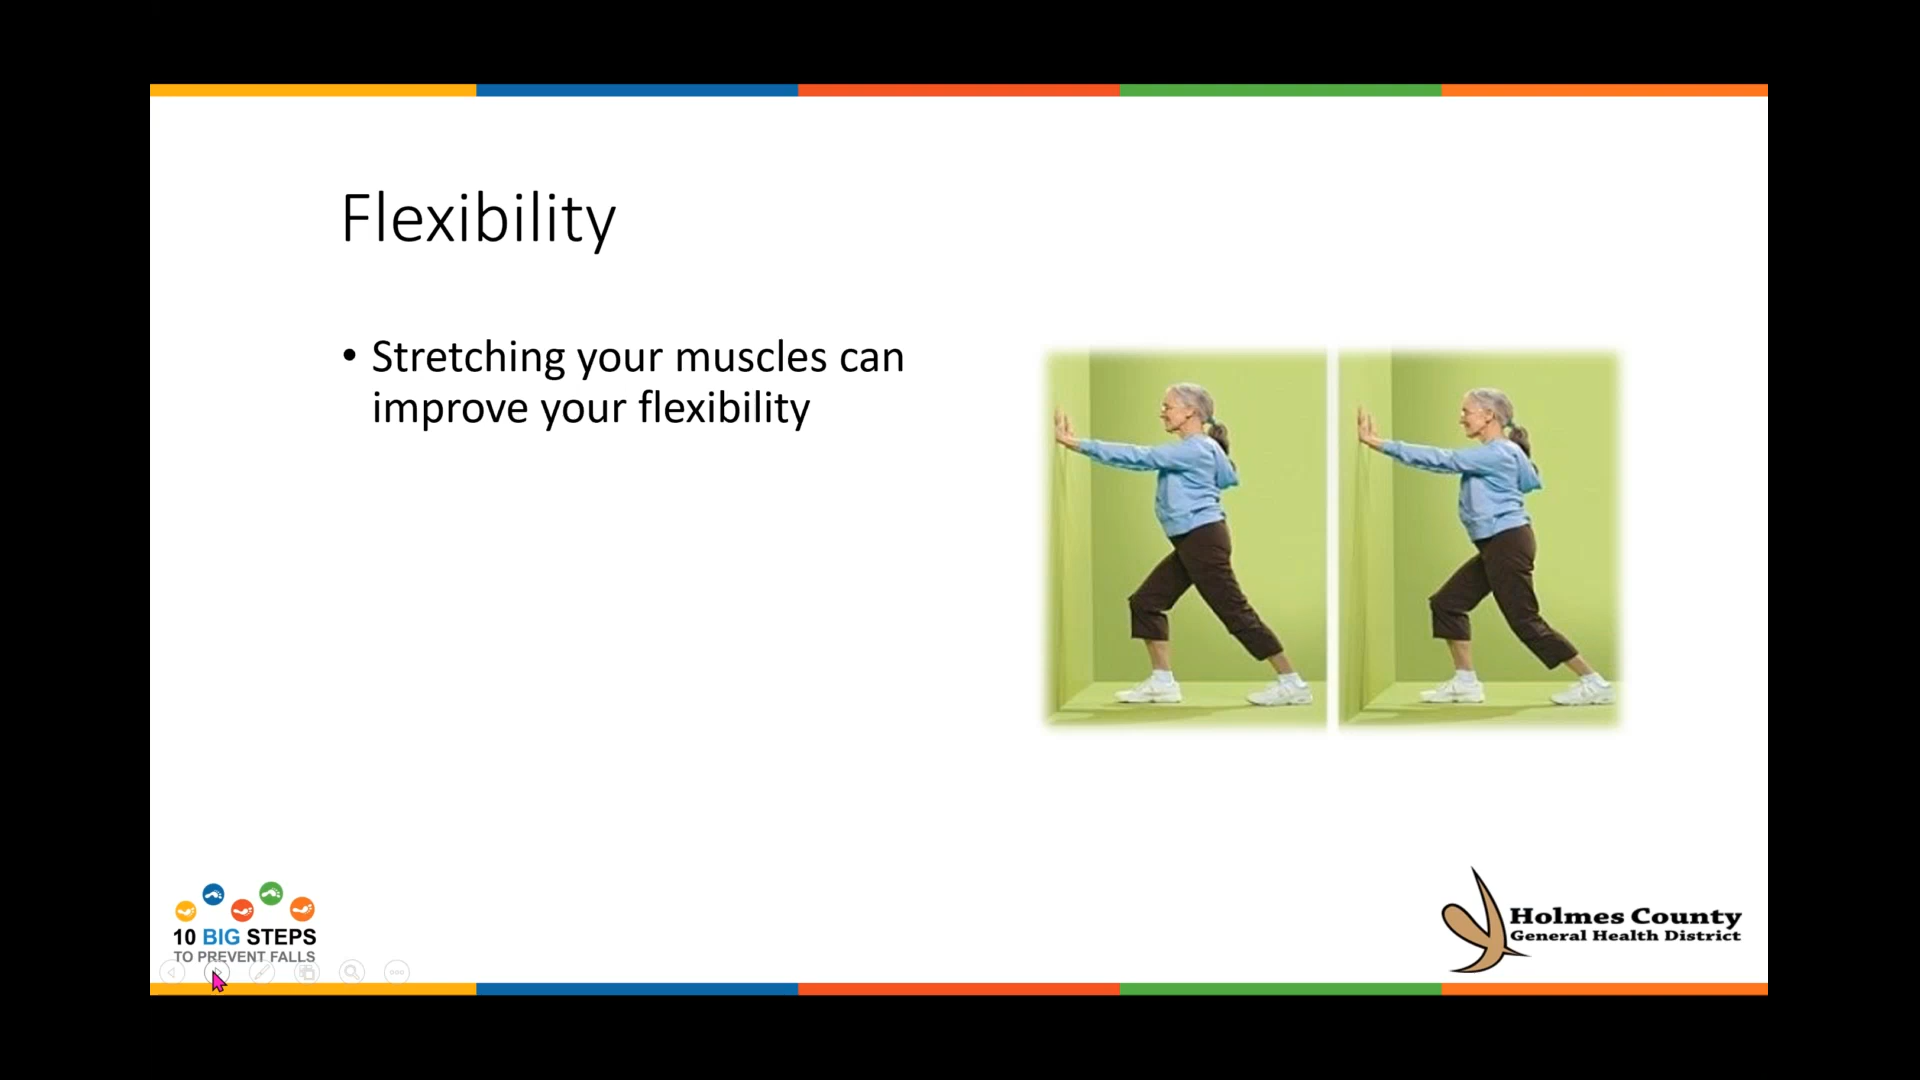 Flexibility
• Stretching your muscles can
improve your flexibility
10 BIG STEPS
TO PREVENT FALLS
Holmes County
General Health District